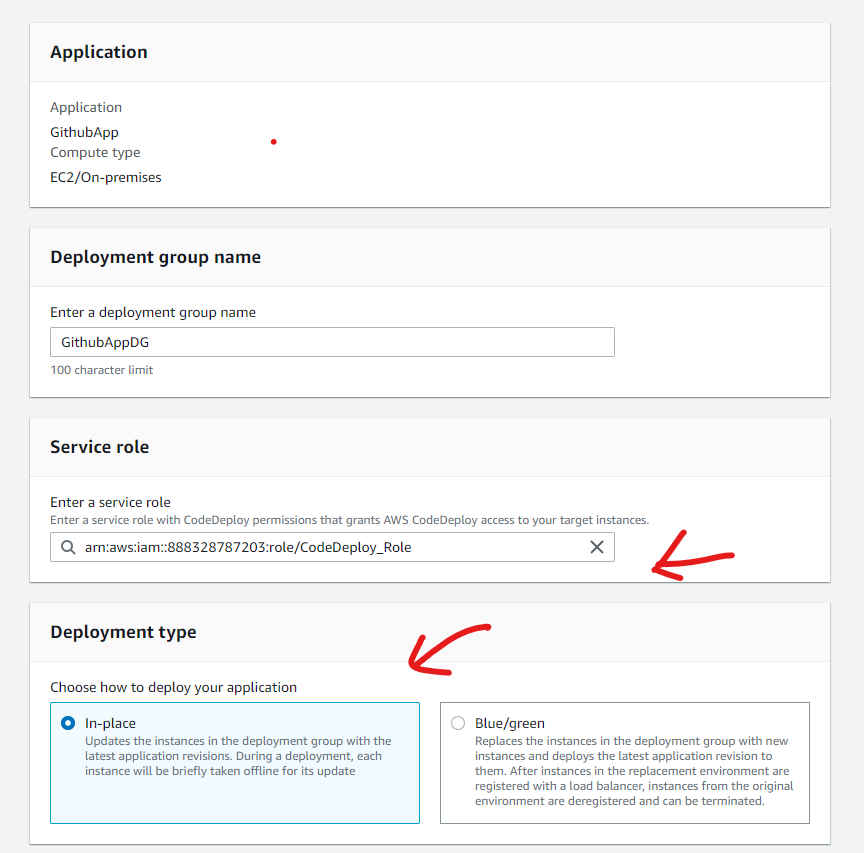 Application
Application
GithubApp
Compute type
EC2/On-premises
Deployment group name
Enter a deployment group name
GithubAppDG
100 character limit
Service role
Enter a service role
Enter a service role with CodeDeploy permissions that grants AWS CodeDeploy access to your target instances.
arn:aws:iam::888328787203:role/CodeDeploy_Role
Deployment type
Choose how to deploy your application
In-place
Updates the instances in the deployment group with the
latest application revisions. During a deployment, each
instance will be briefly taken offline for its update
Blue/green
Replaces the instances in the deployment group with new
instances and deploys the latest application revision to
them. After instances in the replacement environment are
registered with a load balancer, instances from the original
environment are deregistered and can be terminated.